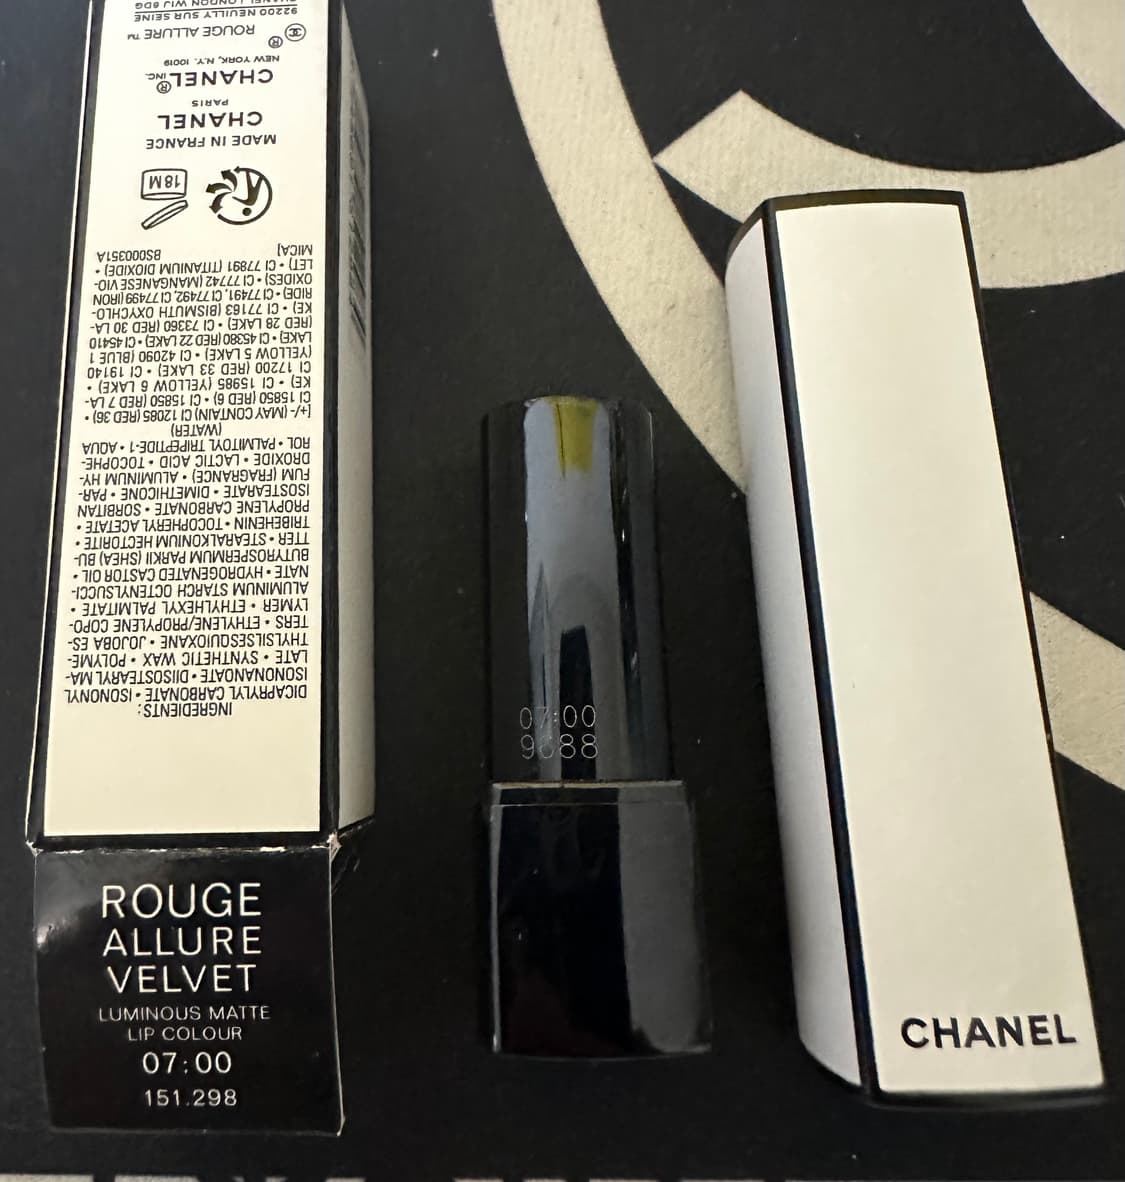 INGREDIENTS:
DICAPRYLYL CARBONATE • ISONONYL
ISONONANOATE • DIISOSTEARYL MA-
LATE • SYNTHETIC WAX • POLYME-
THYLSILSESQUIOXANE • JOJOBA ES-
TERS • ETHYLENE/PROPYLENE COPO-
LYMER • ETHYLHEXYL PALMITATE •
ALUMINUM STARCH OCTENYLSUCCI-
NATE • HYDROGENATED CASTOR OIL •
BUTYROSPERMUM PARKII (SHEA) BU-
TTER • STEARALKONIUM HECTORITE •
TRIBEHENIN • TOCOPHERYL ACETATE •
PROPYLENE CARBONATE • SORBITAN
ISOSTEARATE • DIMETHICONE • PAR-
FUM (FRAGRANCE) • ALUMINUM HY-
DROXIDE • LACTIC ACID • TOCOPHE-
ROL • PALMITOYL TRIPEPTIDE-1 • AQUA
(WATER)
[+/- (MAY CONTAIN) CI 12085 (RED 36) •
CI 15850 (RED 6) • CI 15850 (RED 7 LA-
KE) • CI 15985 (YELLOW 6 LAKE) •
CI 17200 (RED 33 LAKE) • CI 19140
(YELLOW 5 LAKE) • CI 42090 (BLUE 1
LAKE) • CI 45380 (RED 22 LAKE) • CI 45410
(RED 28 LAKE) • CI 73360 (RED 30 LA-
KE) • CI 77163 (BISMUTH OXYCHLO-
RIDE) • CI 77491, CI 77492, CI 77499 (IRON
OXIDES) • CI 77742 (MANGANESE VIO-
LET) • CI 77891 (TITANIUM DIOXIDE) •
MICA] BS000351A
18M
MADE IN FRANCE
CHANEL
PARIS
CHANEL® INC.
NEW YORK, N.Y. 10019
® ROUGE ALLURE™
92200 NEUILLY SUR SEINE
CHANEL LONDON W1J 6DG
ROUGE
ALLURE
VELVET
LUMINOUS MATTE
LIP COLOUR
07:00
151.298
07:00
9688
CHANEL